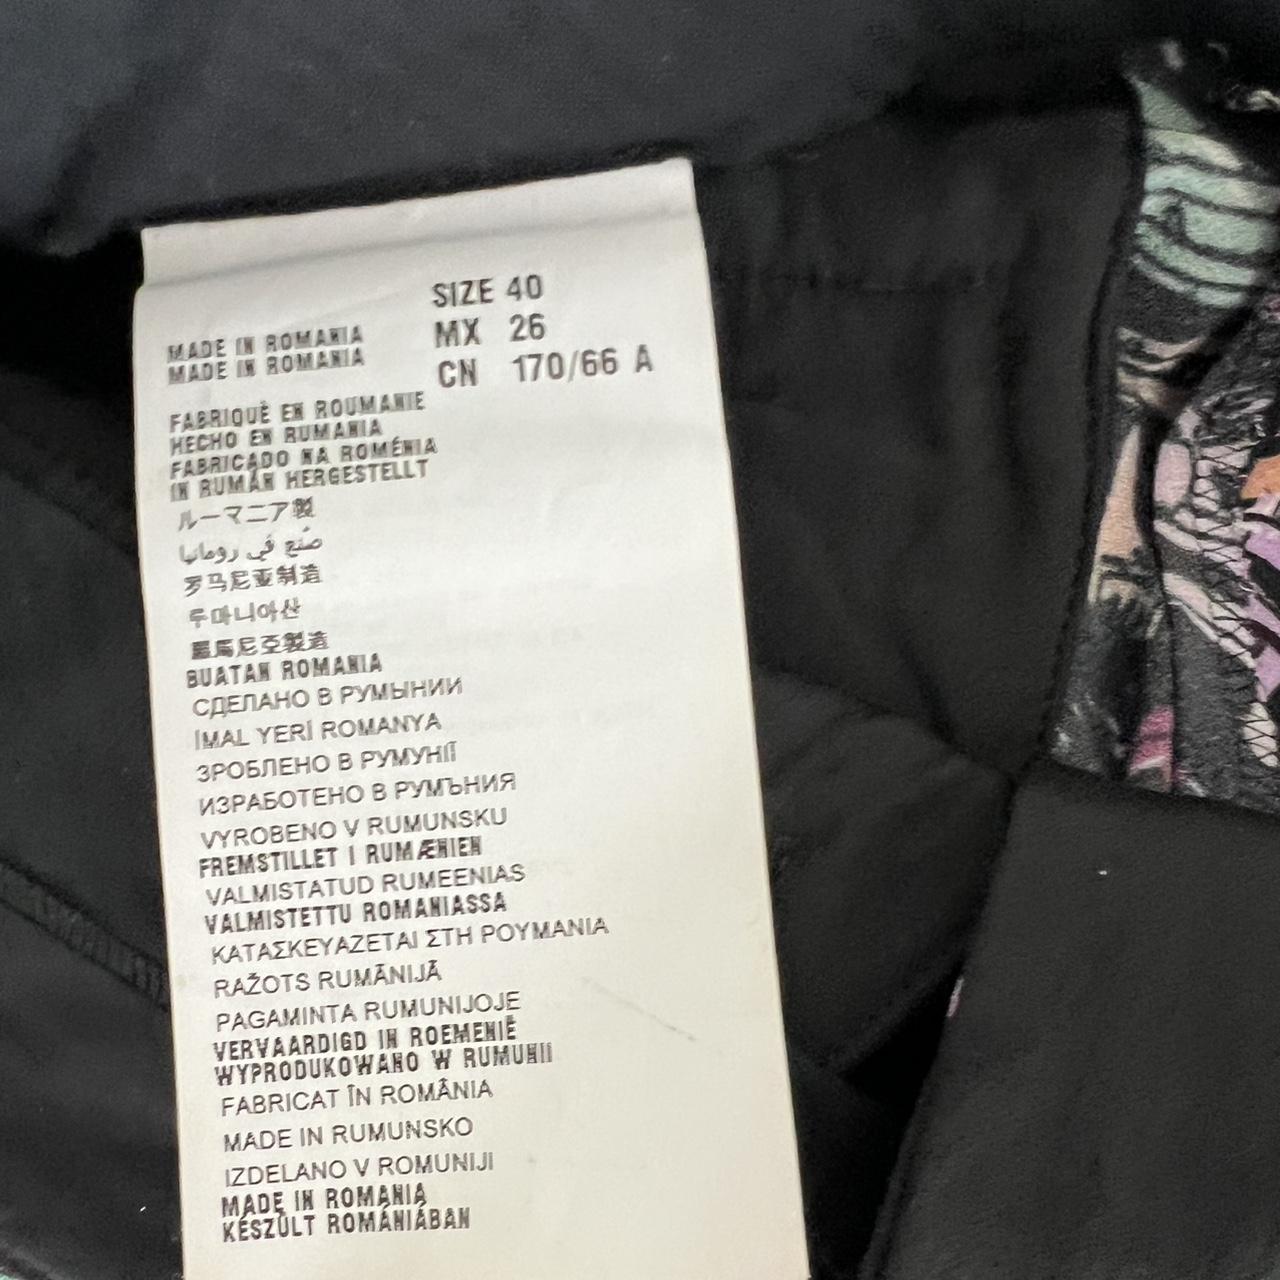 SIZE 40
MX 26
CN 170/66 A
MADE IN ROMANIA
MADE IN ROMANIA
FABRIQUÈ EN ROUMANIE
HECHO EN RUMANIA
FABRICADO NA ROMÉNIA
IN RUMÄN HERGESTELLT
ルーマニア製
صُنع في رومانيا
罗马尼亚制造
루마니아산
羅馬尼亞製造
BUATAN ROMANIA
СДЕЛАНО В РУМЫНИИ
İMAL YERİ ROMANYA
ЗРОБЛЕНО В РУМУНІЇ
ИЗРАБОТЕНО В РУМЪНИЯ
VYROBENO V RUMUNSKU
FREMSTILLET I RUMÆNIEN
VALMISTATUD RUMEENIAS
VALMISTETTU ROMANIASSA
ΚΑΤΑΣΚΕΥΑΖΕΤΑΙ ΣΤΗ ΡΟΥΜΑΝΙΑ
RAŽOTS RUMĀNIJĀ
PAGAMINTA RUMUNIJOJE
VERVAARDIGD IN ROEMENIË
WYPRODUKOWANO W RUMUNII
FABRICAT ÎN ROMÂNIA
MADE IN RUMUNSKO
IZDELANO V ROMUNIJI
MADE IN ROMANIA
KÉSZÜLT ROMÁNIÁBAN